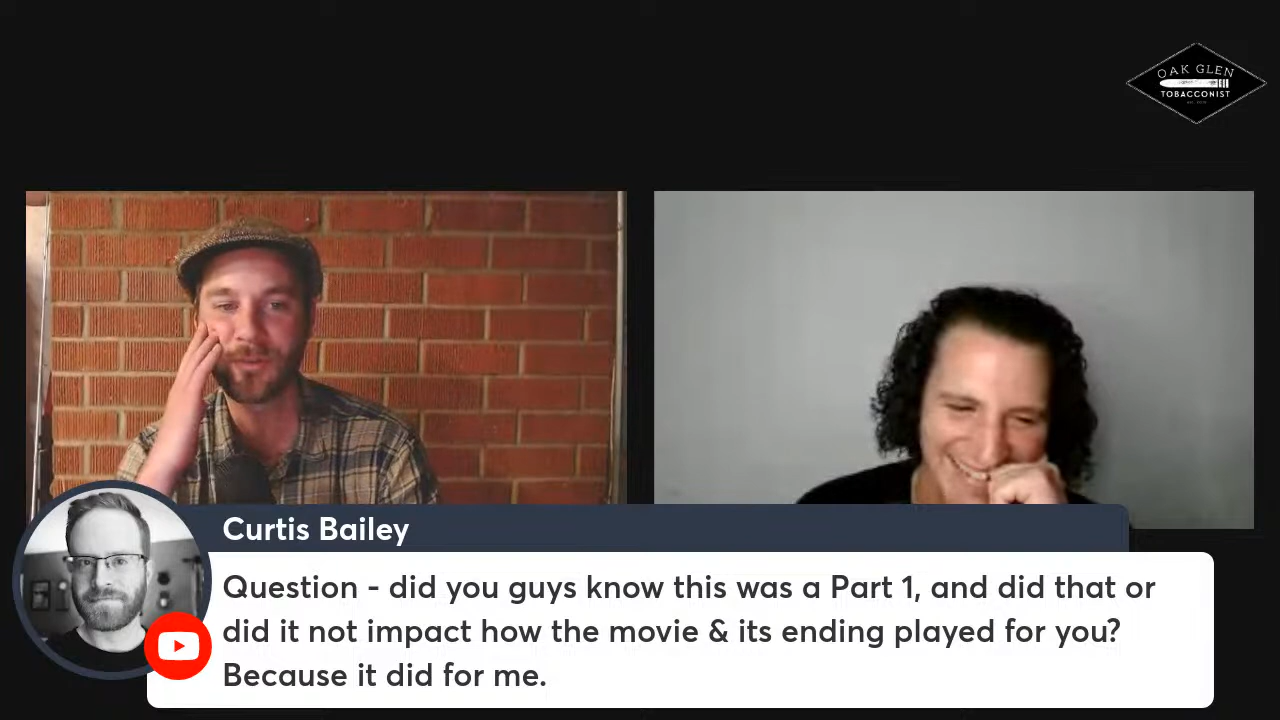 OAK GLEN
TOBACCONIST
Curtis Bailey
Question - did you guys know this was a Part 1, and did that or
did it not impact how the movie & its ending played for you?
Because it did for me.